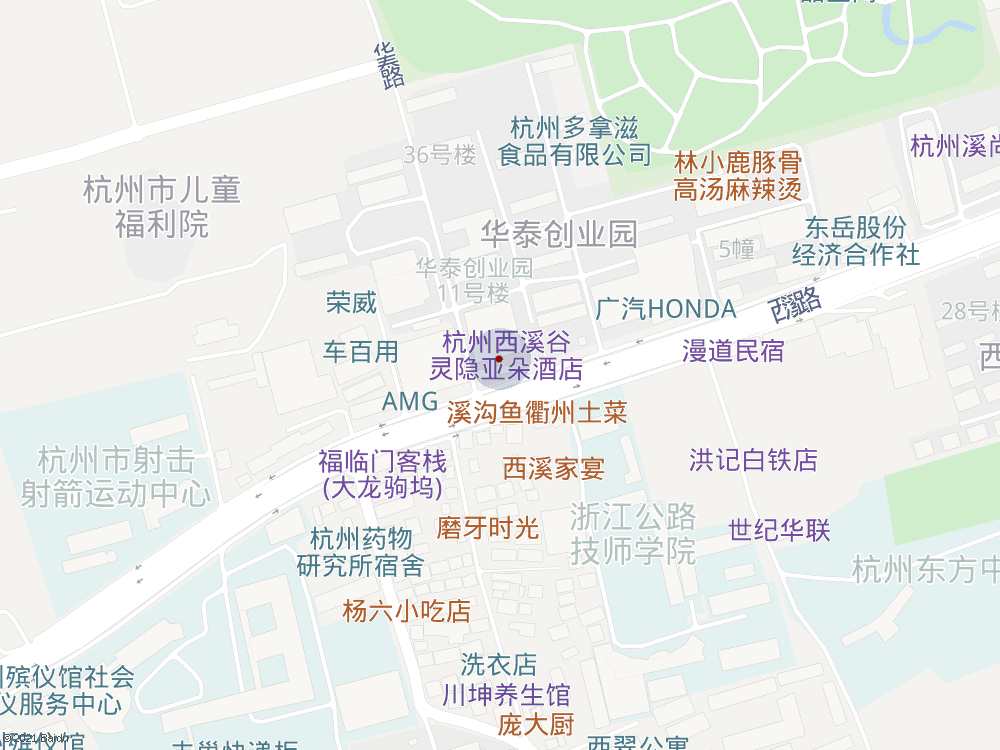 华泰路
杭州多拿滋
食品有限公司
杭州溪尚
36号楼
林小鹿豚骨
高汤麻辣烫
杭州市儿童
福利院
华泰创业园
东岳股份
经济合作社
5幢
华泰创业园
11号楼
荣威
广汽HONDA
西溪路
28号楼
杭州西溪谷
灵隐亚朵酒店
车百用
漫道民宿
西
AMG
溪沟鱼衢州土菜
杭州市射击
射箭运动中心
福临门客栈
(大龙驹坞)
西溪家宴
洪记白铁店
磨牙时光
浙江公路
技师学院
世纪华联
杭州药物
研究所宿舍
杭州东方中
杨六小吃店
洗衣店
殡仪馆社会
仪服务中心
川坤养生馆
庞大厨
殡仪馆
西翠公寓
© 2021 Baidu